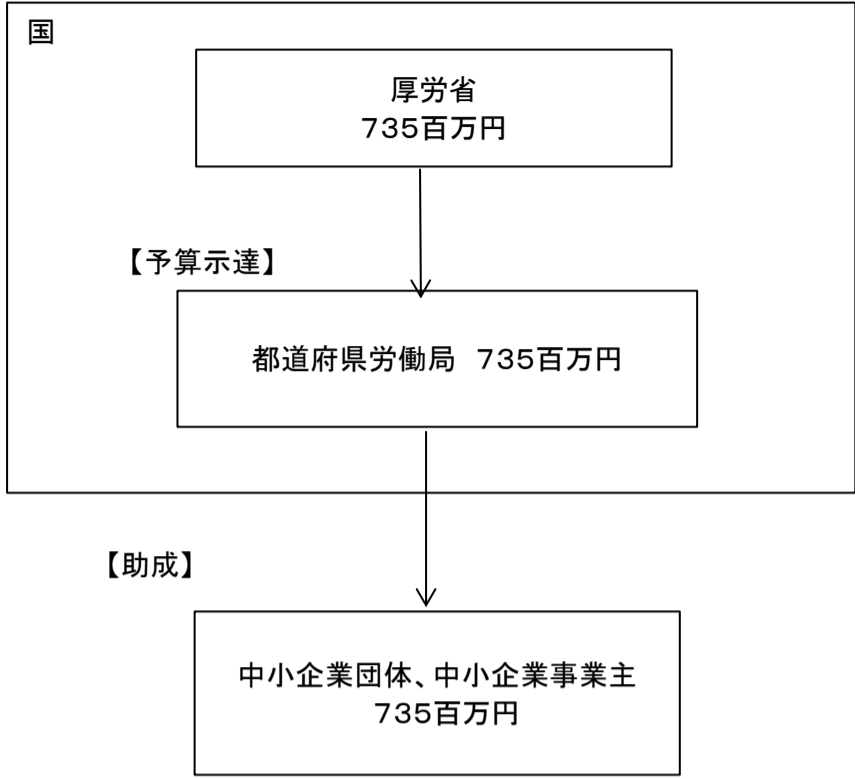 国
厚労省
７３５百万円
【予算示達】
都道府県労働局　７３５百万円
【助成】
中小企業団体、中小企業事業主
７３５百万円